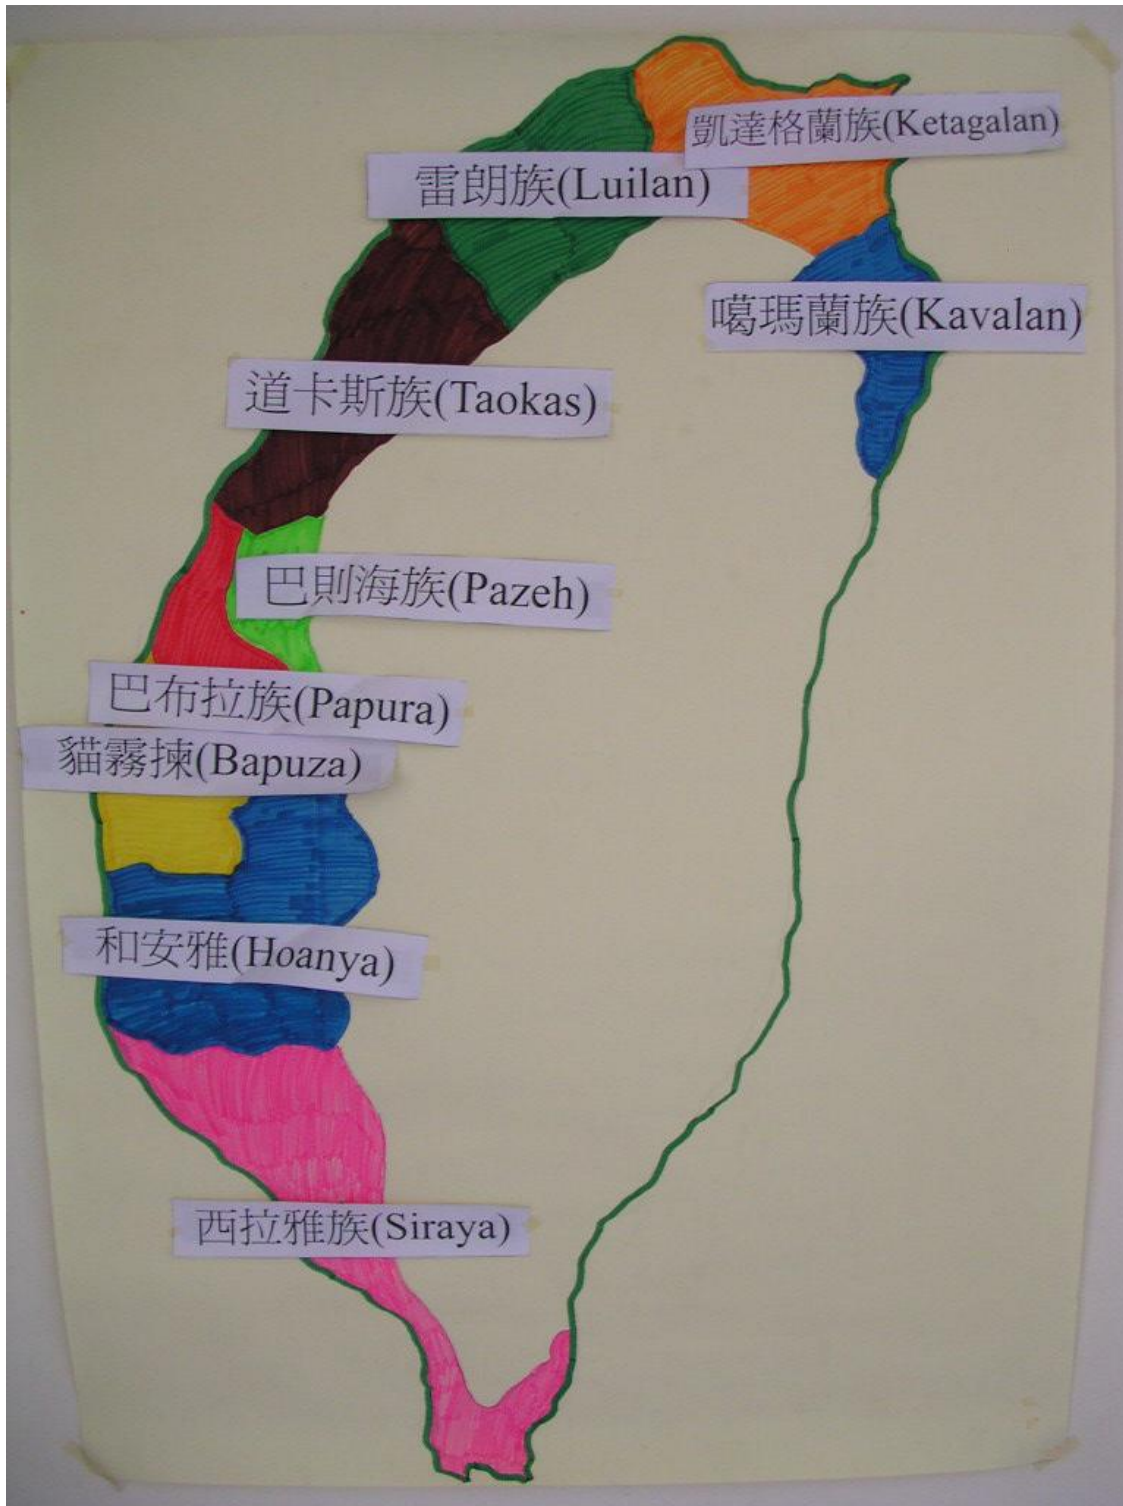 凱達格蘭族(Ketagalan)
雷朗族(Luilan)
噶瑪蘭族(Kavalan)
道卡斯族(Taokas)
巴則海族(Pazeh)
巴布拉族(Papura)
貓霧揀(Bapuza)
和安雅(Hoanya)
西拉雅族(Siraya)